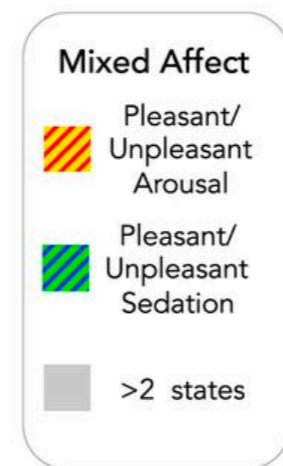 Mixed Affect
Pleasant/
Unpleasant
Arousal
Pleasant/
Unpleasant
Sedation
>2 states